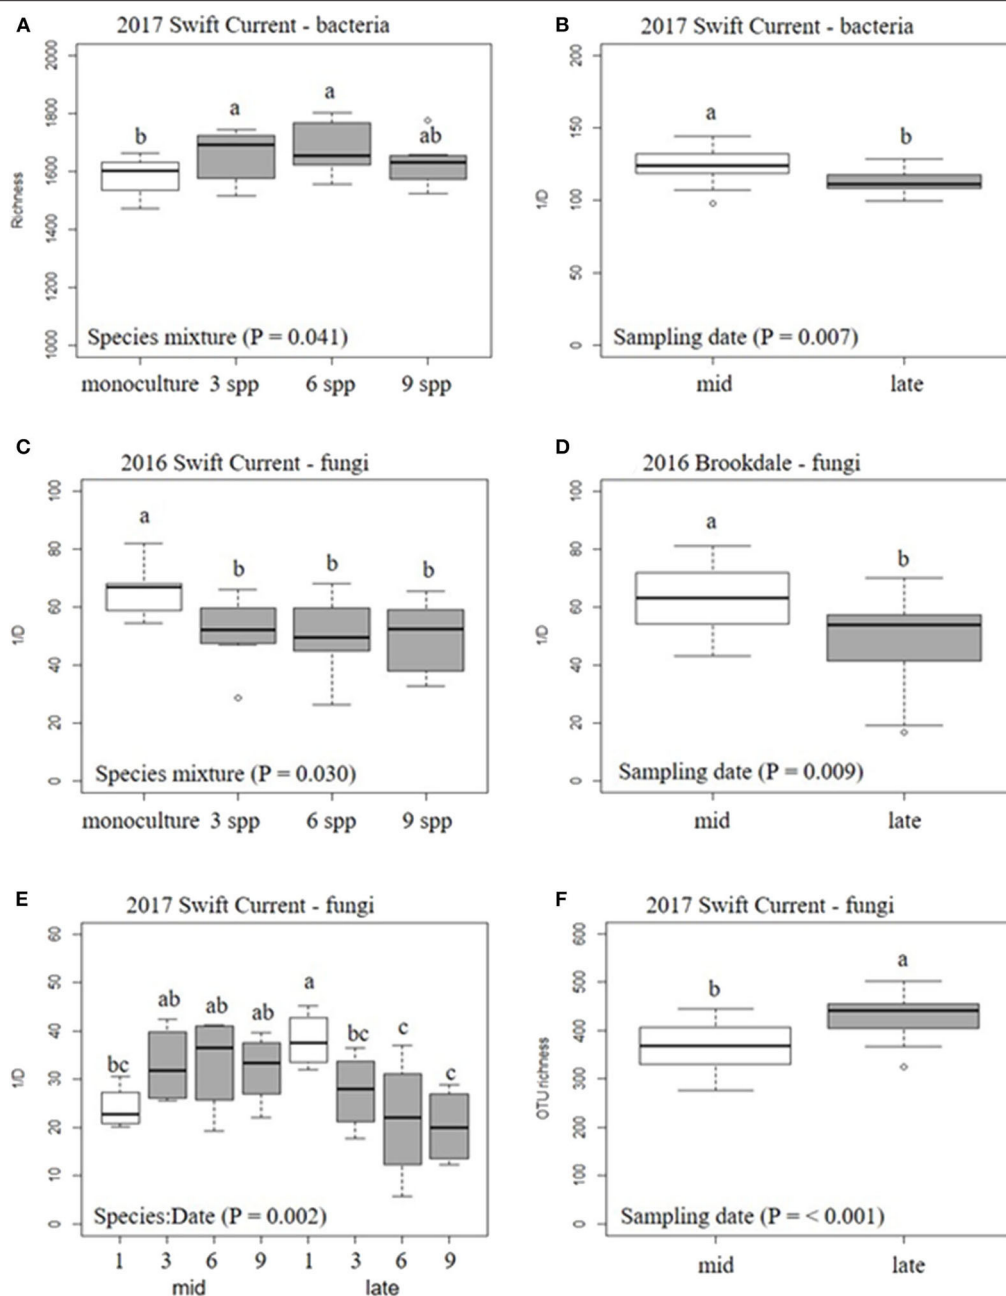 A
2017 Swift Current - bacteria
Richness
2000
1800
1600
1400
1200
1000
b
a
a
ab
Species mixture (P = 0.041)
monoculture 3 spp 6 spp 9 spp
B
2017 Swift Current - bacteria
1/D
200
150
100
50
0
a
b
Sampling date (P = 0.007)
mid late
C
2016 Swift Current - fungi
1/D
100
80
60
40
20
0
a
b
b
b
Species mixture (P = 0.030)
monoculture 3 spp 6 spp 9 spp
D
2016 Brookdale - fungi
1/D
100
80
60
40
20
0
a
b
Sampling date (P = 0.009)
mid late
E
2017 Swift Current - fungi
1/D
60
50
40
30
20
10
0
bc
ab
ab
ab
a
bc
c
c
Species:Date (P = 0.002)
1 3 6 9 1 3 6 9
mid late
F
2017 Swift Current - fungi
OTU richness
600
500
400
300
200
100
0
b
a
Sampling date (P = < 0.001)
mid late